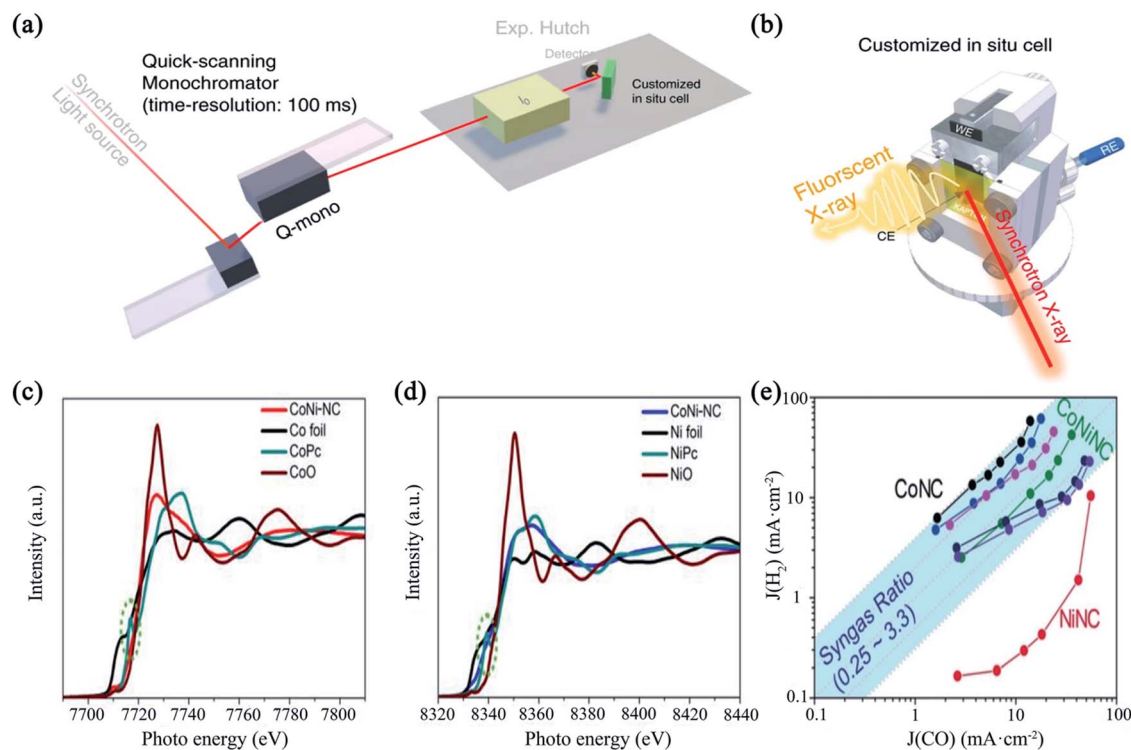 (a)
Exp. Hutch
Quick-scanning
Monochromator
(time-resolution: 100 ms)
Detector
Customized
in situ cell
I₀
Synchrotron
Light source
Q-mono
(b)
Customized in situ cell
WE
RE
Fluorscent
X-ray
KAPTON
CE
Synchrotron X-ray
(c)
CoNi-NC
Co foil
CoPc
CoO
Intensity (a.u.)
7700 7720 7740 7760 7780 7800
Photo energy (eV)
(d)
CoNi-NC
Ni foil
NiPc
NiO
Intensity (a.u.)
8320 8340 8360 8380 8400 8420 8440
Photo energy (eV)
(e)
100
10
1
0.1
J(H₂) (mA·cm⁻²)
CoNC
CoNiNC
NiNC
Syngas Ratio
(0.25 ~ 3.3)
0.1 1 10 100
J(CO) (mA·cm⁻²)